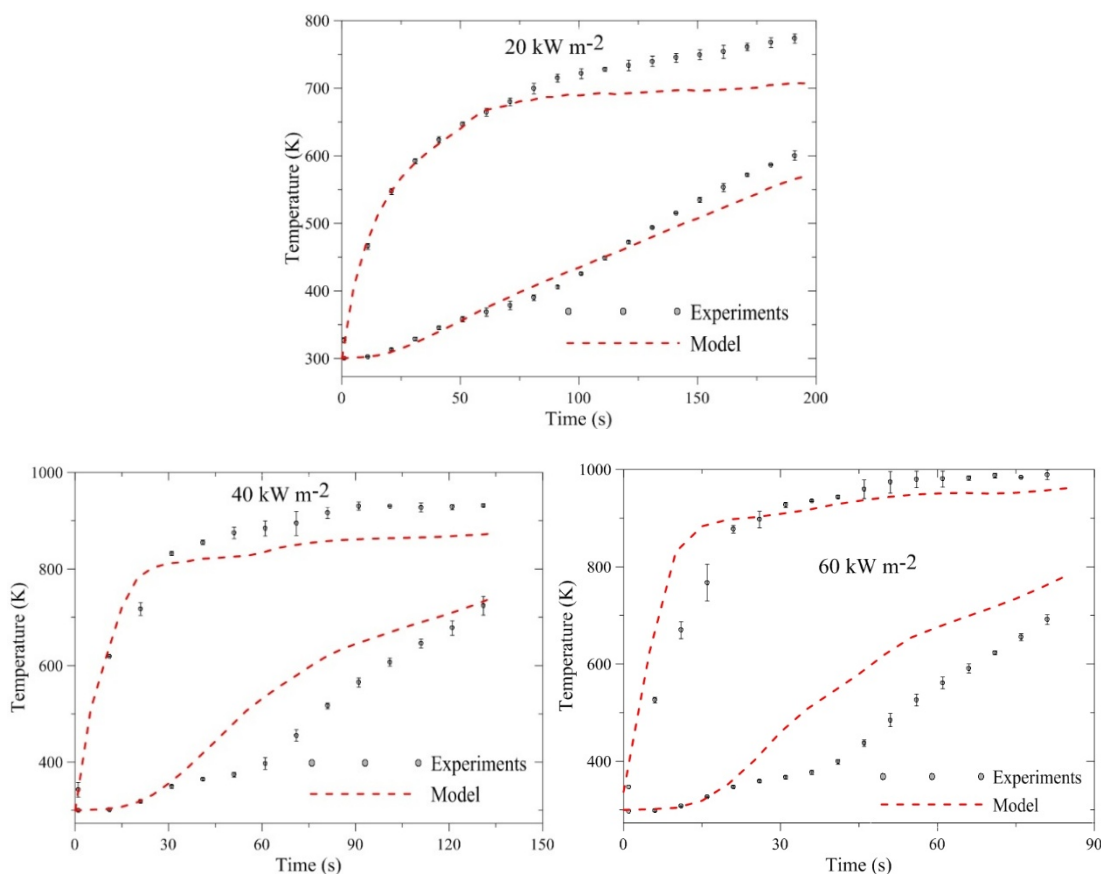 800
20 kW m-2
700
600
Temperature (K)
500
400
Experiments
Model
300
0
50
100
150
200
Time (s)
1000
40 kW m-2
800
Temperature (K)
600
400
Experiments
Model
0
30
60
90
120
150
Time (s)
1000
800
60 kW m-2
Temperature (K)
600
400
Experiments
Model
0
30
60
90
Time (s)